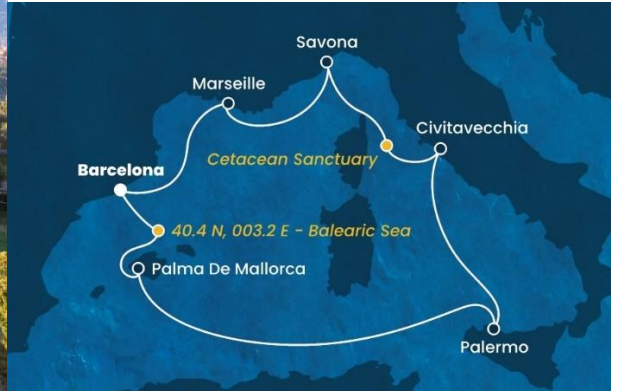 Savona
Marseille
Civitavecchia
Cetacean Sanctuary
Barcelona
40.4 N, 003.2 E - Balearic Sea
Palma De Mallorca
Palermo